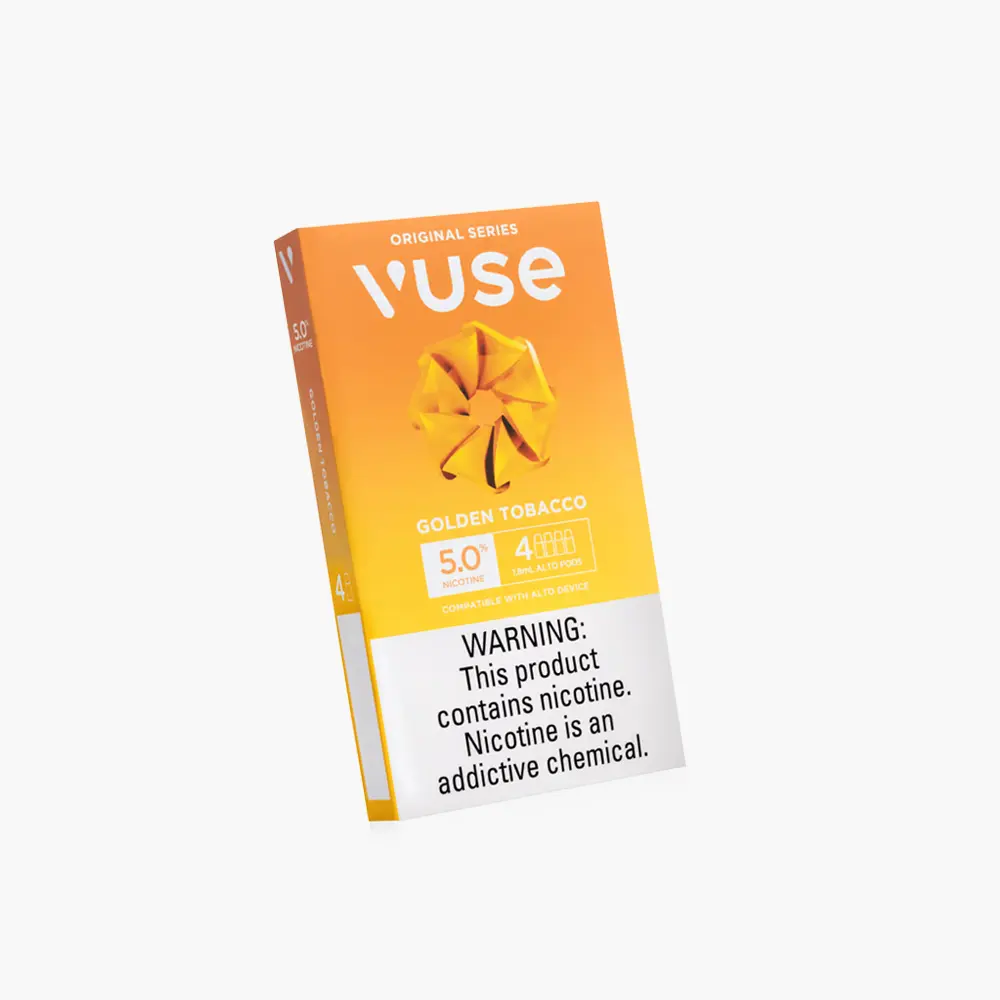 ORIGINAL SERIES
vuse
GOLDEN TOBACCO
5.0%
NICOTINE
4
1.8mL ALTO PODS
COMPATIBLE WITH ALTO DEVICE
WARNING:
This product
contains nicotine.
Nicotine is an
addictive chemical.
V
5.0%
NICOTINE
GOLDEN TOBACCO
4